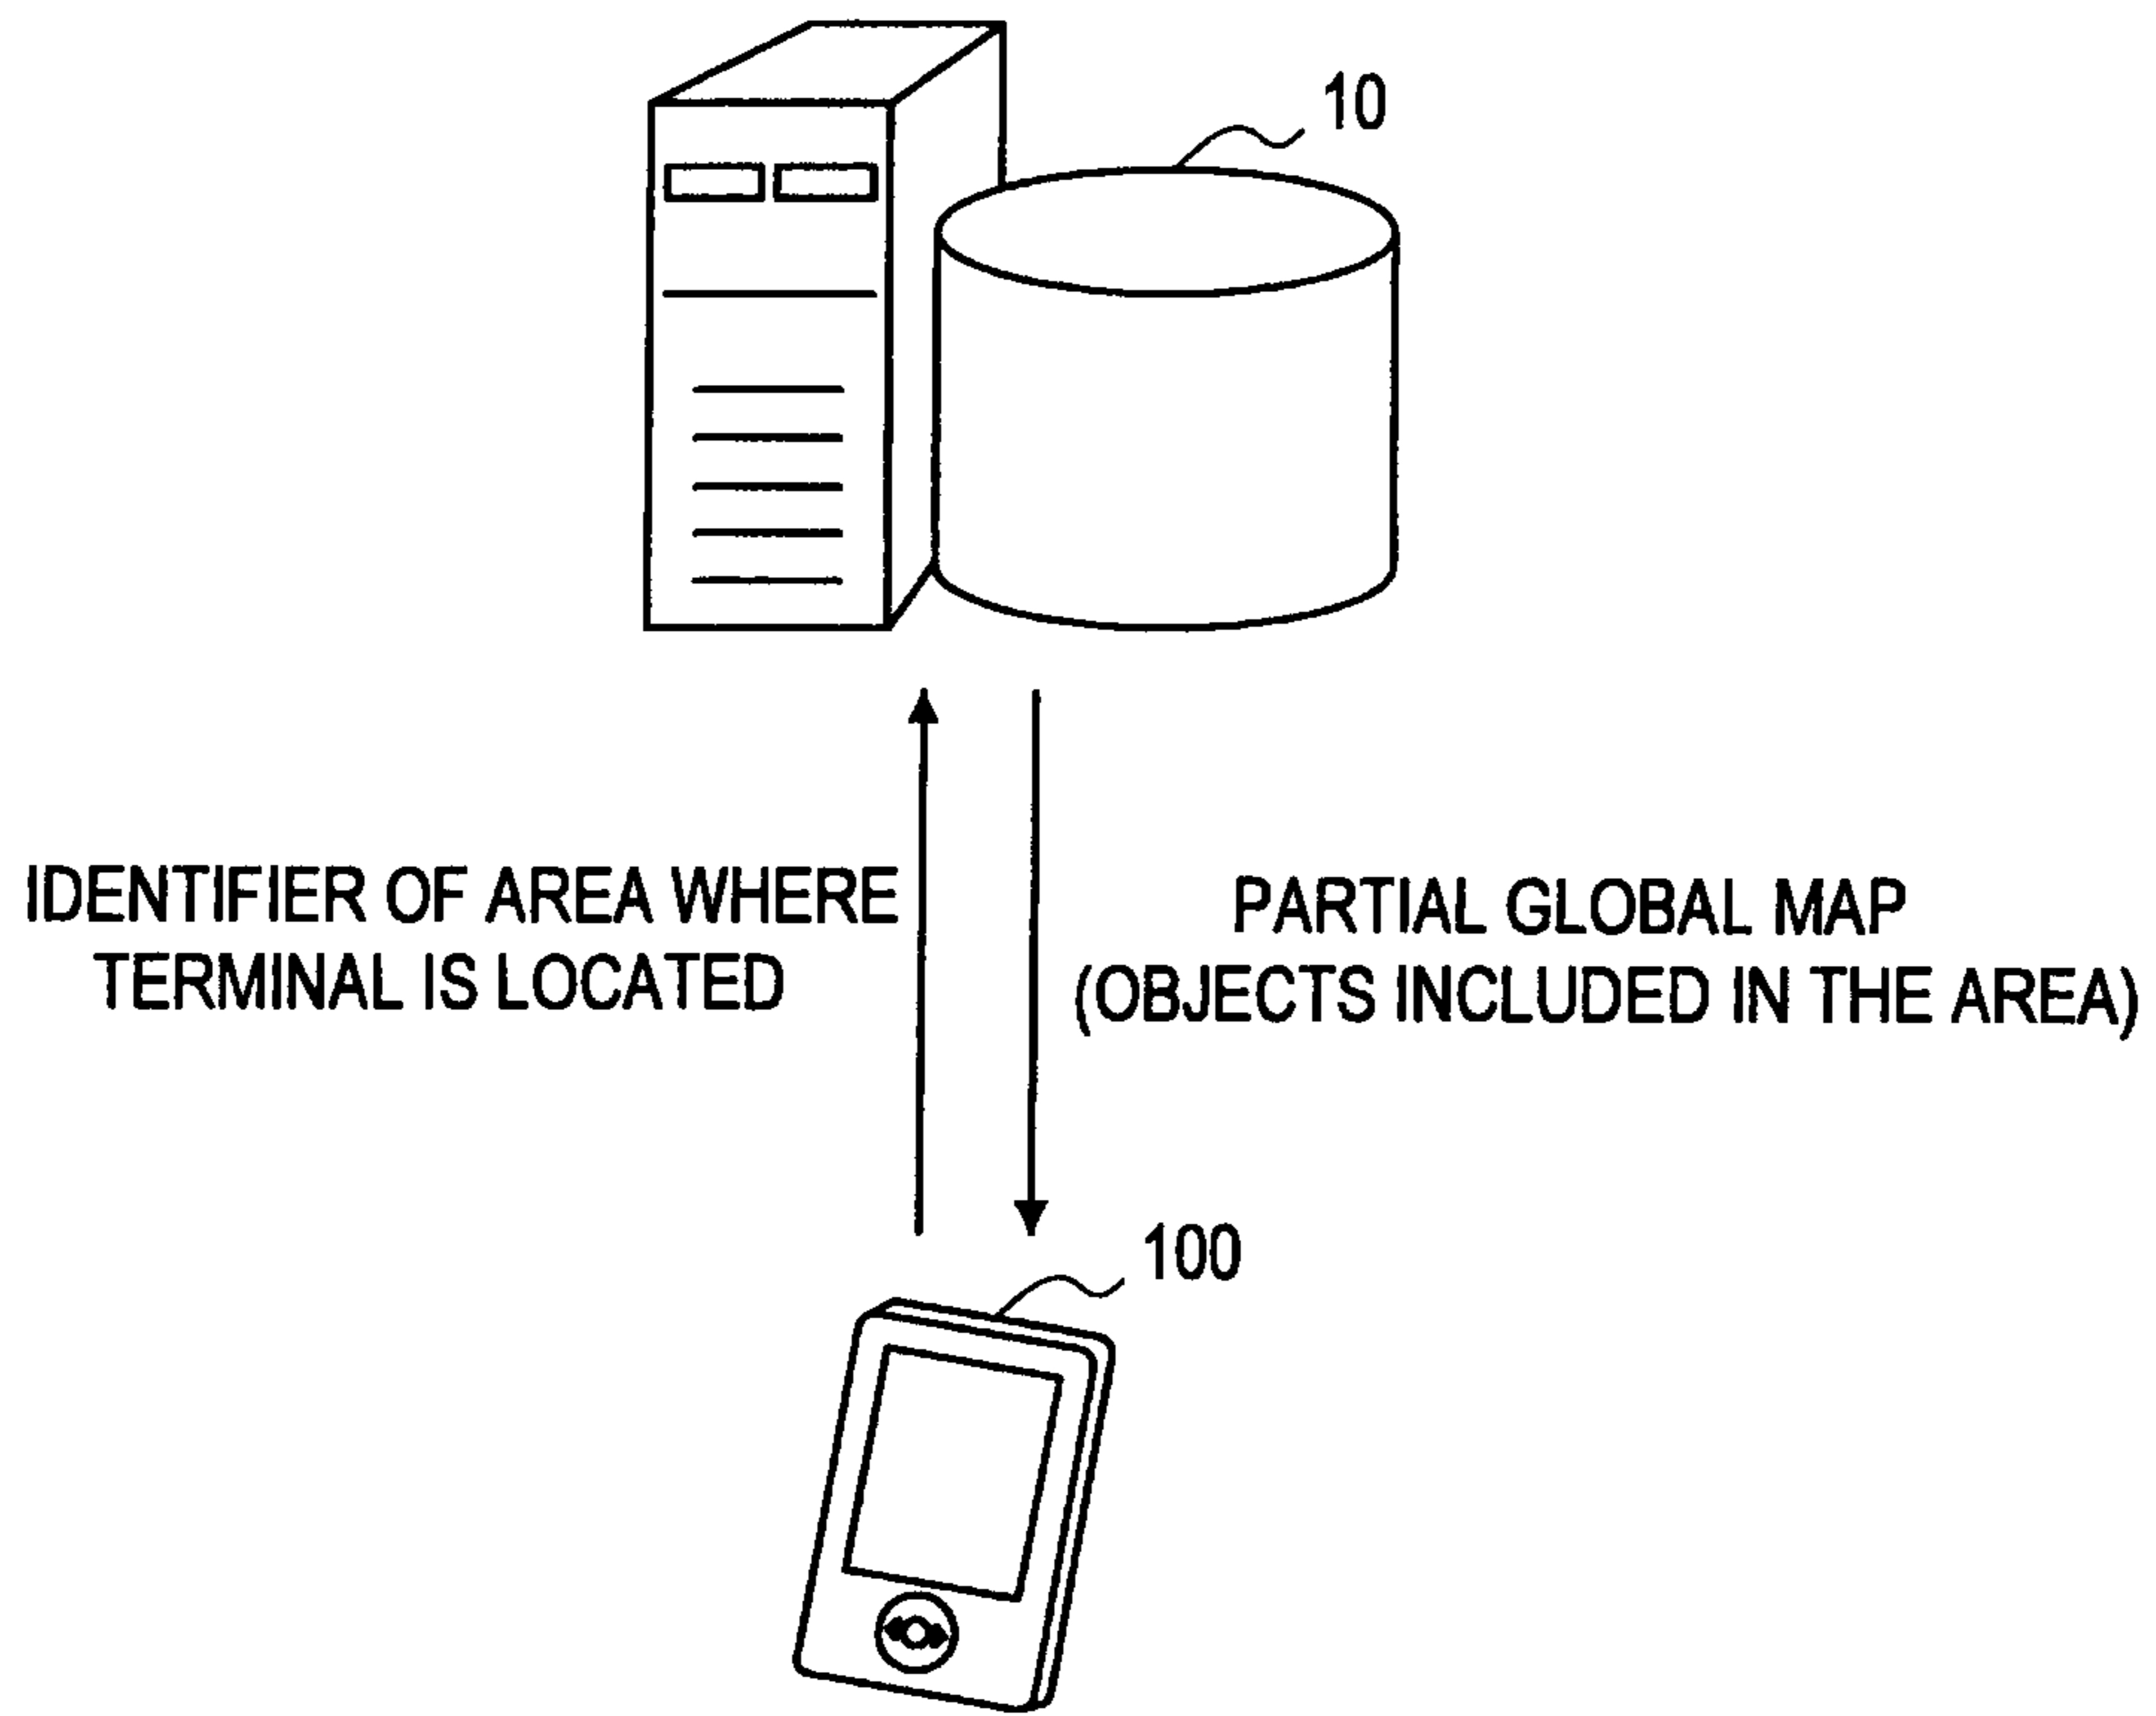 10
IDENTIFIER OF AREA WHERE
TERMINAL IS LOCATED
PARTIAL GLOBAL MAP
(OBJECTS INCLUDED IN THE AREA)
100